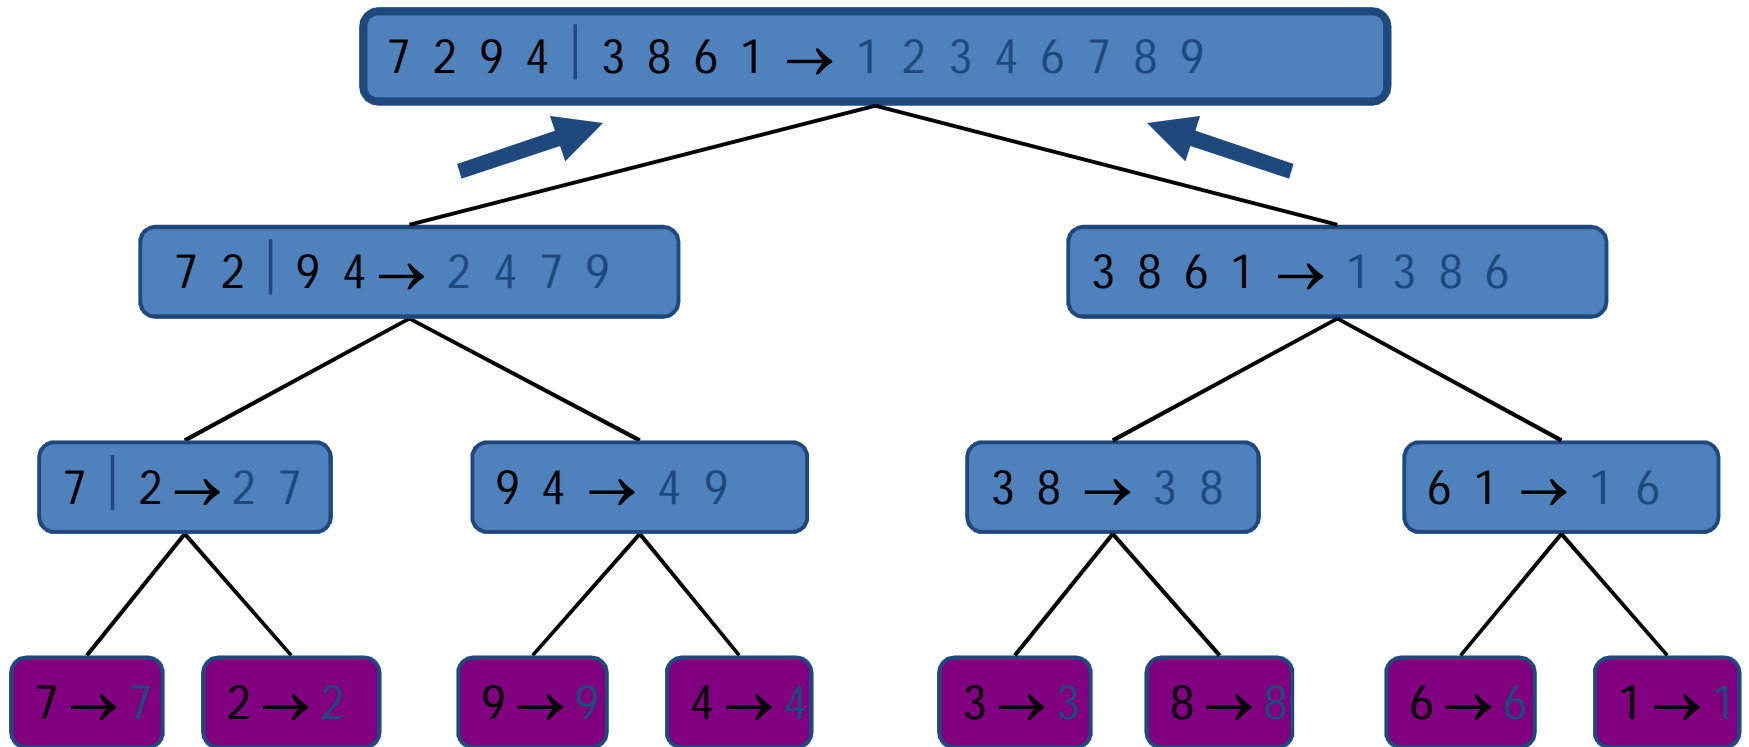 7 2 9 4 | 3 8 6 1 → 1 2 3 4 6 7 8 9
7 2 | 9 4 → 2 4 7 9
3 8 6 1 → 1 3 8 6
7 | 2 → 2 7
9 4 → 4 9
3 8 → 3 8
6 1 → 1 6
7 → 7
2 → 2
9 → 9
4 → 4
3 → 3
8 → 8
6 → 6
1 → 1